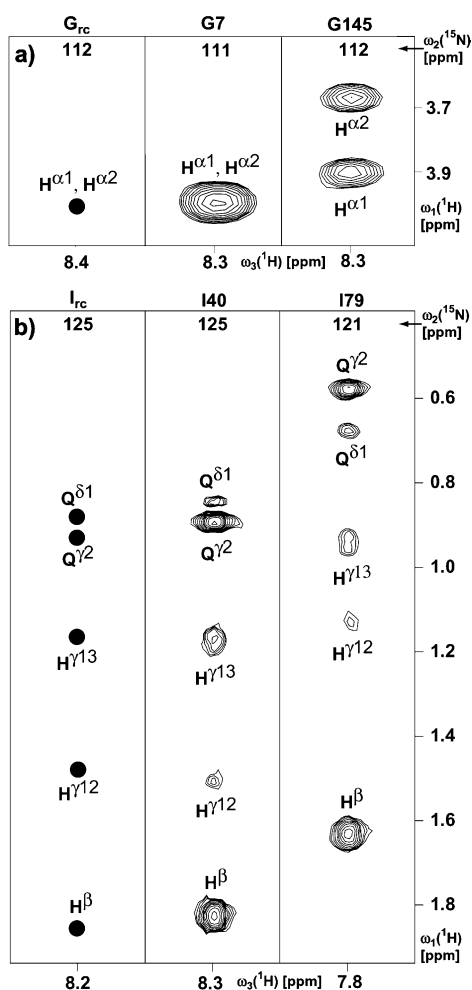 Grc G7 G145
a) 112 111 112 ω2(15N) [ppm]
3.7
Hα2
Hα1, Hα2 Hα1, Hα2 3.9
Hα1 ω1(1H) [ppm]
8.4 8.3 ω3(1H) [ppm] 8.3
Irc I40 I79
b) 125 125 121 ω2(15N) [ppm]
Qγ2
0.6
Qδ1
Qδ1 Qδ1 0.8
Qγ2 Qγ2
1.0
Hγ13
Hγ12
1.2
Hγ13 Hγ13
1.4
Hγ12 Hγ12
Hβ
1.6
Hβ Hβ
1.8
ω1(1H) [ppm]
8.2 8.3 ω3(1H) [ppm] 7.8